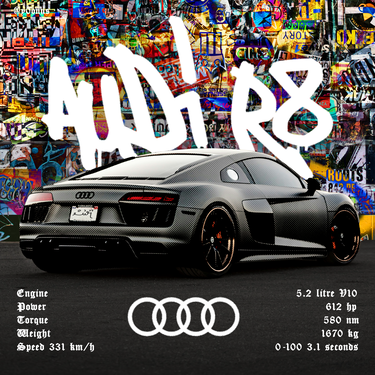 AUDI R8
Engine 5.2 litre V10
Power 612 hp
Torque 580 nm
Weight 1670 kg
Speed 331 km/h 0-100 3.1 seconds